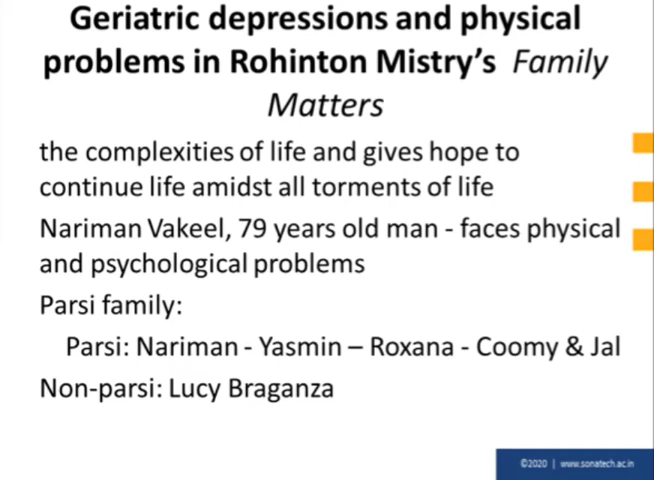 Geriatric depressions and physical
problems in Rohinton Mistry's Family
Matters
the complexities of life and gives hope to
continue life amidst all torments of life
Nariman Vakeel, 79 years old man - faces physical
and psychological problems
Parsi family:
Parsi: Nariman - Yasmin – Roxana - Coomy & Jal
Non-parsi: Lucy Braganza
©2020 | www.sonatech.ac.in